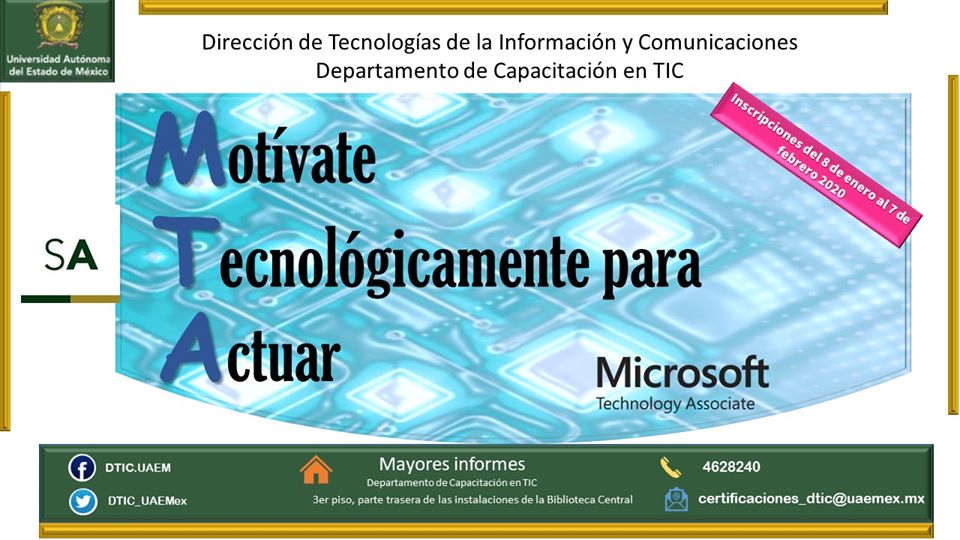 Universidad Autónoma
del Estado de México
Dirección de Tecnologías de la Información y Comunicaciones
Departamento de Capacitación en TIC
Inscripciones del 8 de enero al 7 de
febrero 2020
Motívate
Tecnológicamente para
Actuar
SA
Microsoft
Technology Associate
DTIC.UAEM
DTIC_UAEMex
Mayores informes
Departamento de Capacitación en TIC
3er piso, parte trasera de las instalaciones de la Biblioteca Central
4628240
certificaciones_dtic@uaemex.mx